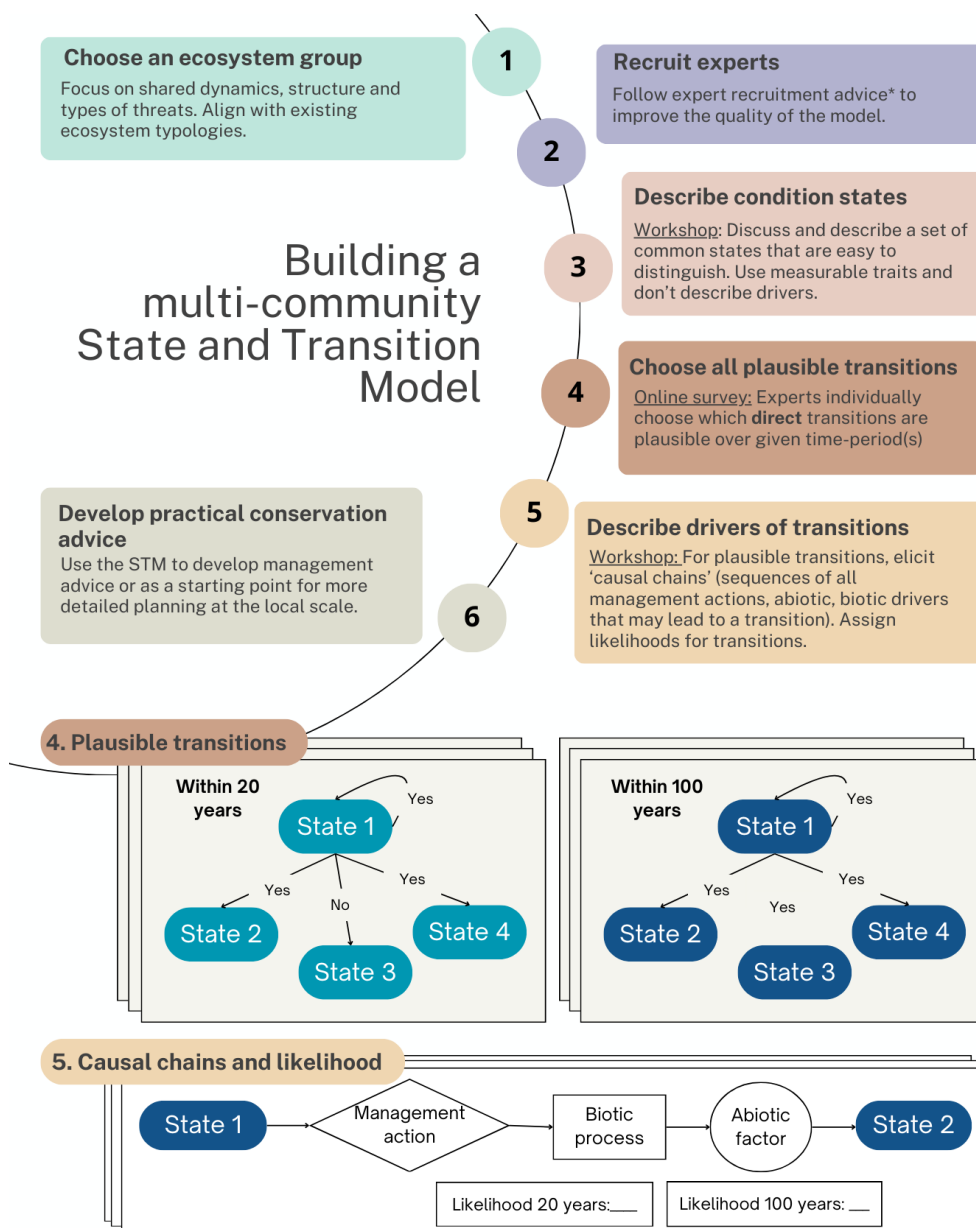 Choose an ecosystem group
Focus on shared dynamics, structure and
types of threats. Align with existing
ecosystem typologies.
1
Recruit experts
Follow expert recruitment advice* to
improve the quality of the model.
2
Describe condition states
Workshop: Discuss and describe a set of
common states that are easy to
distinguish. Use measurable traits and
don't describe drivers.
3
Building a
multi-community
State and Transition
Model
Choose all plausible transitions
Online survey: Experts individually
choose which direct transitions are
plausible over given time-period(s)
4
5
Describe drivers of transitions
Workshop: For plausible transitions, elicit
‘causal chains’ (sequences of all
management actions, abiotic, biotic drivers
that may lead to a transition). Assign
likelihoods for transitions.
Develop practical conservation
advice
Use the STM to develop management
advice or as a starting point for more
detailed planning at the local scale.
6
4. Plausible transitions
Within 20
years
Yes
State 1
Yes
No
Yes
State 2
State 3
State 4
Within 100
years
Yes
State 1
Yes
Yes
Yes
State 2
State 3
State 4
5. Causal chains and likelihood
State 1
Management
action
Biotic
process
Abiotic
factor
State 2
Likelihood 20 years:___
Likelihood 100 years: __